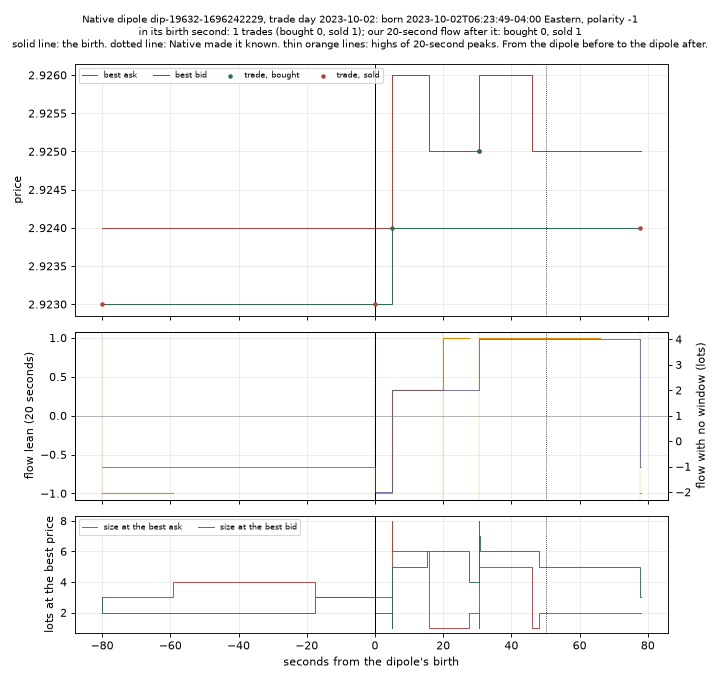 Native dipole dip-19632-1696242229, trade day 2023-10-02: born 2023-10-02T06:23:49-04:00 Eastern, polarity -1
in its birth second: 1 trades (bought 0, sold 1); our 20-second flow after it: bought 0, sold 1
solid line: the birth. dotted line: Native made it known. thin orange lines: highs of 20-second peaks. From the dipole before to the dipole after.
best ask best bid trade, bought trade, sold
price
2.9260
2.9255
2.9250
2.9245
2.9240
2.9235
2.9230
flow lean (20 seconds)
1.0
0.5
0.0
−0.5
−1.0
4
3
2
1
0
−1
−2
flow with no window (lots)
size at the best ask size at the best bid
lots at the best price
8
6
4
2
−80 −60 −40 −20 0 20 40 60 80
seconds from the dipole's birth